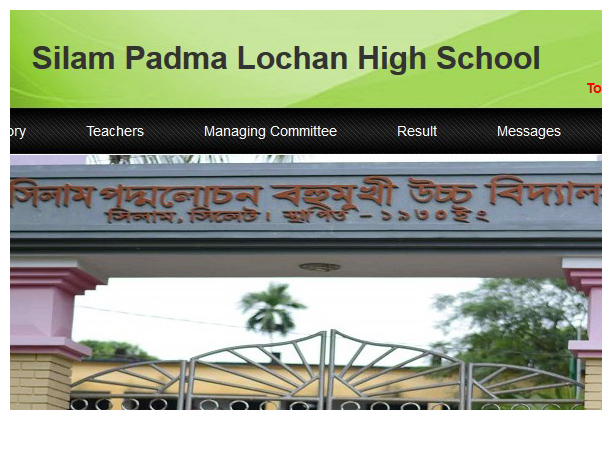 Silam Padma Lochan High School
To
ory Teachers Managing Committee Result Messages
সিলাম পদ্মলোচন বহুমুখী উচ্চ বিদ্যাল
সিলাম, সিলেট। স্থাপিত - ১৯৩০ইং